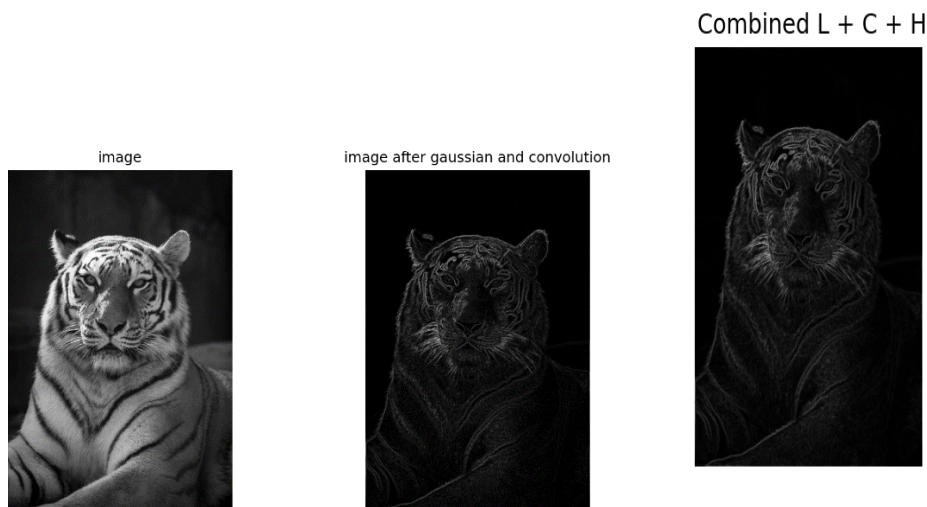 image
image after gaussian and convolution
Combined L + C + H